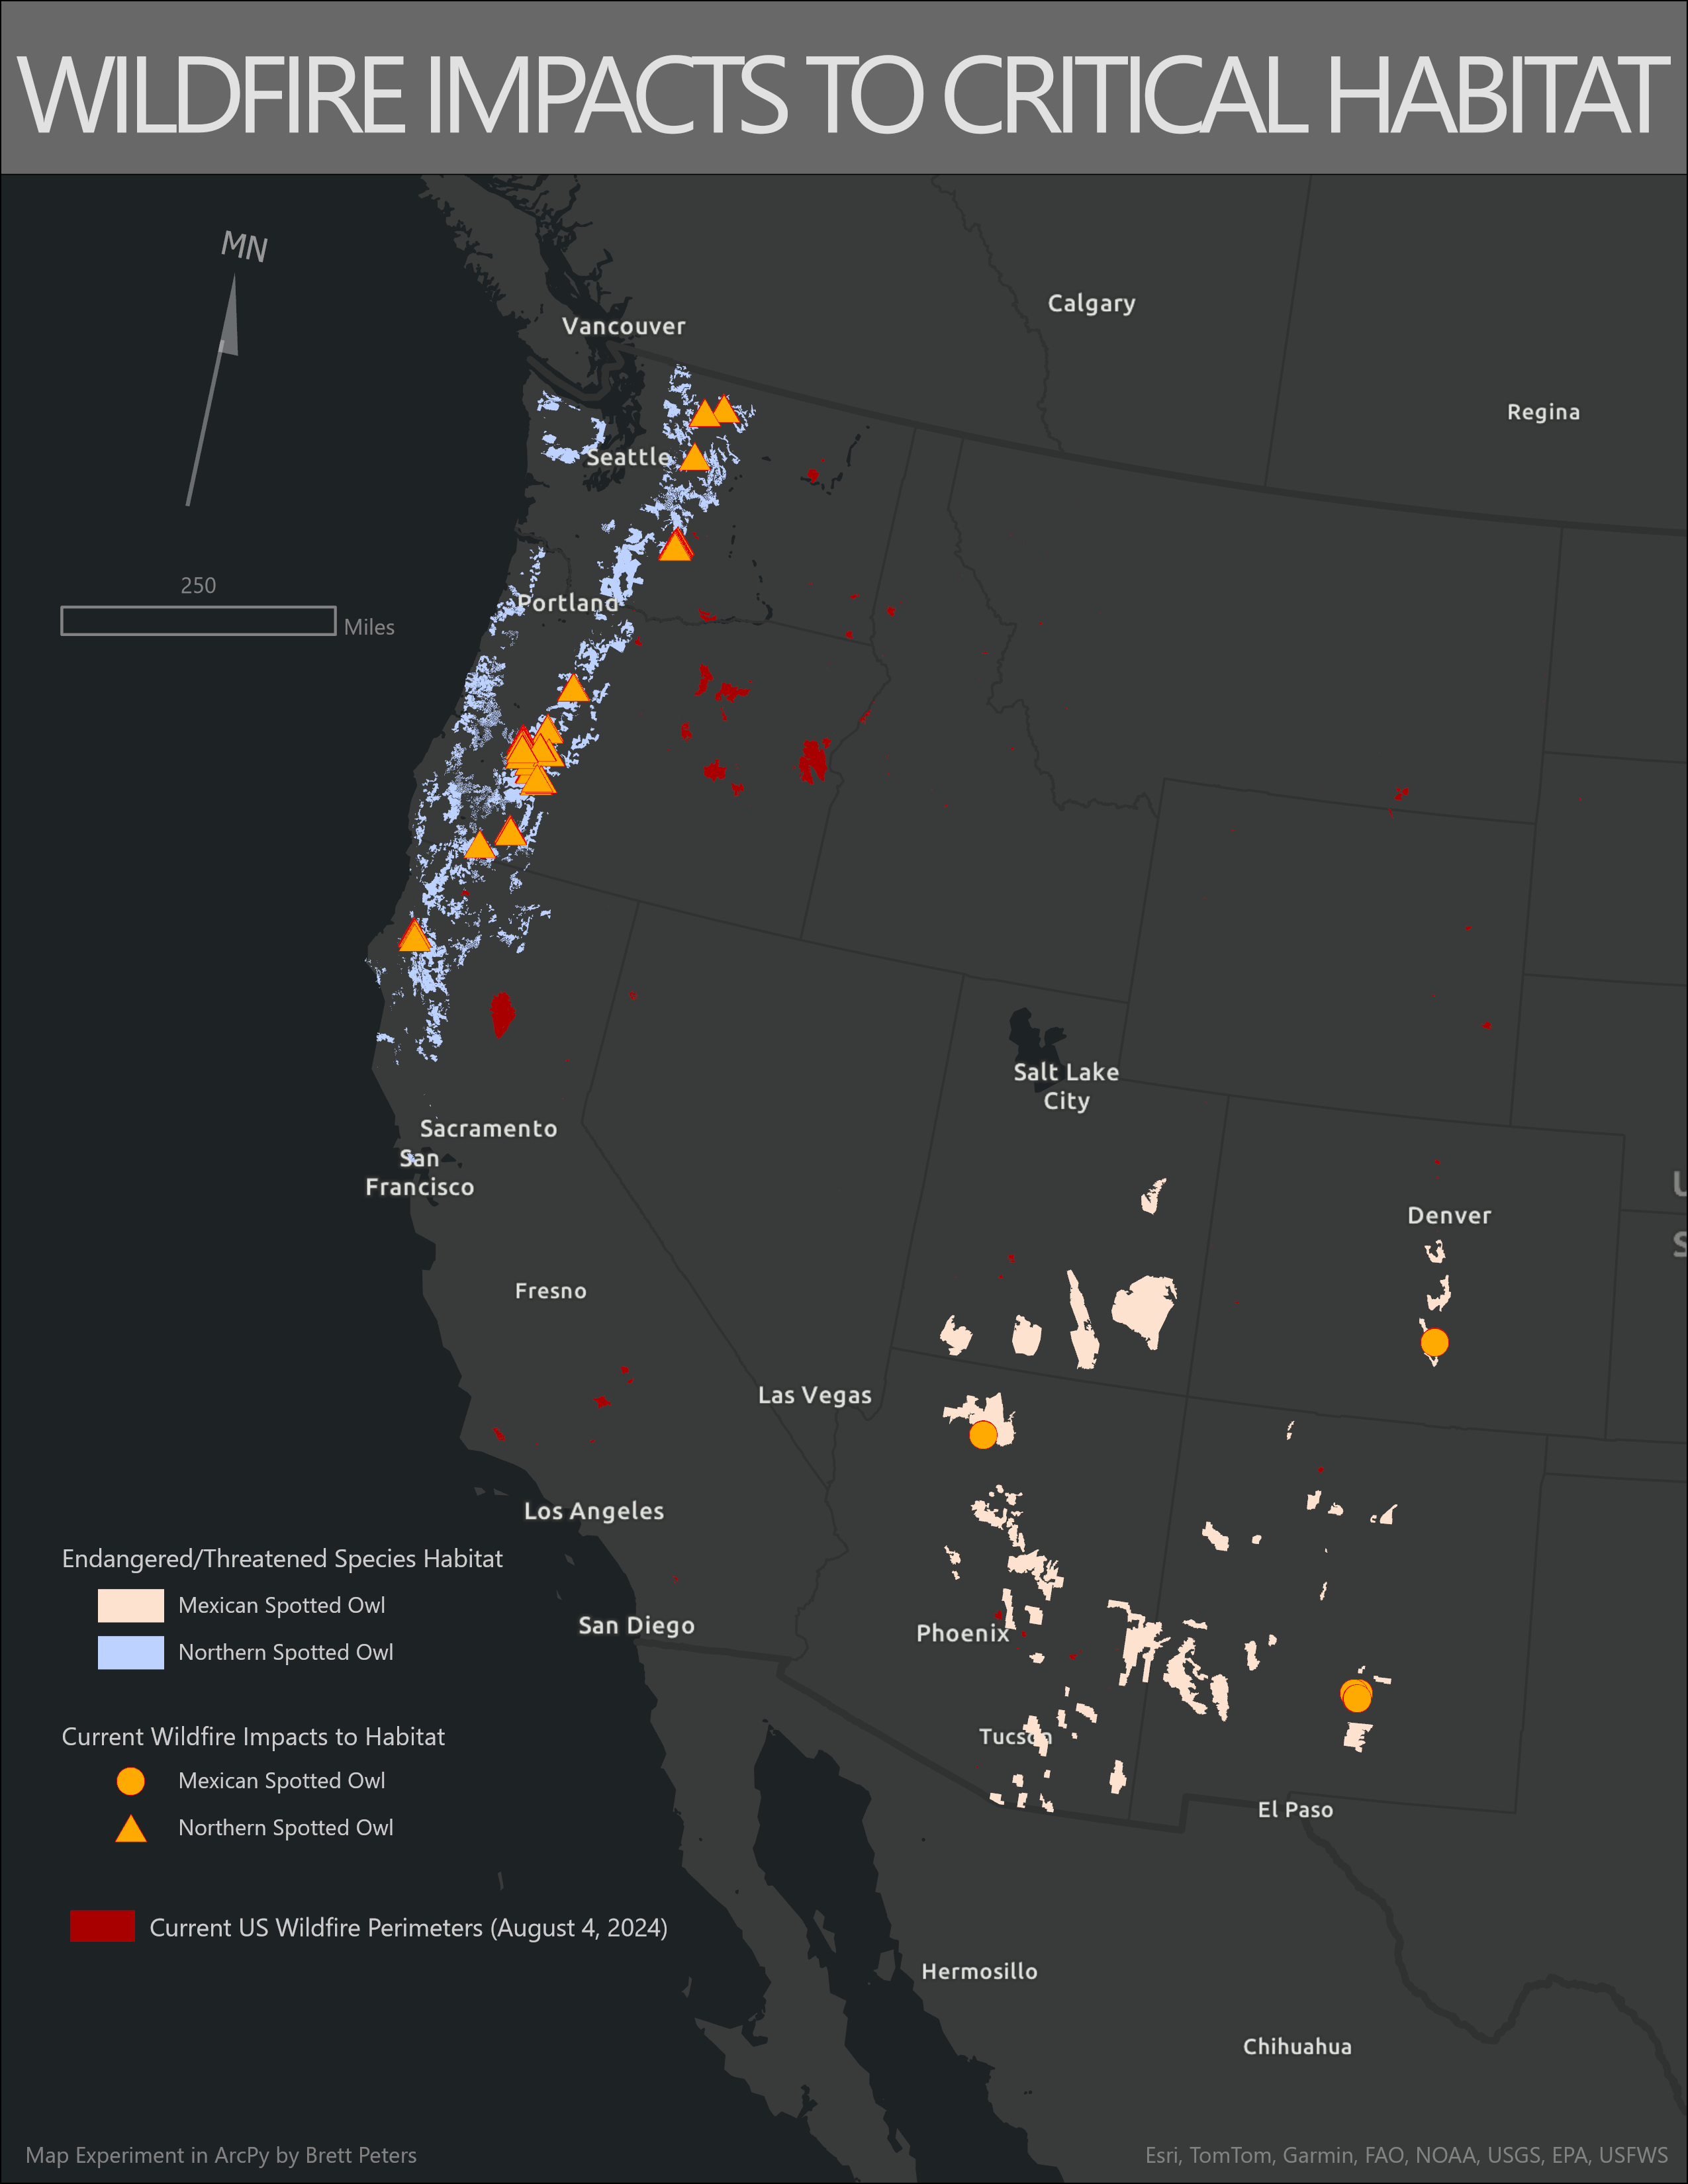 WILDFIRE IMPACTS TO CRITICAL HABITAT
MN
Calgary
Vancouver
Regina
Seattle
250
Miles
Portland
Salt Lake
City
Sacramento
San
Francisco
Denver
Fresno
Las Vegas
Los Angeles
San Diego
Phoenix
Tucson
El Paso
Hermosillo
Chihuahua
U
S
Endangered/Threatened Species Habitat
Mexican Spotted Owl
Northern Spotted Owl
Current Wildfire Impacts to Habitat
Mexican Spotted Owl
Northern Spotted Owl
Current US Wildfire Perimeters (August 4, 2024)
Map Experiment in ArcPy by Brett Peters
Esri, TomTom, Garmin, FAO, NOAA, USGS, EPA, USFWS